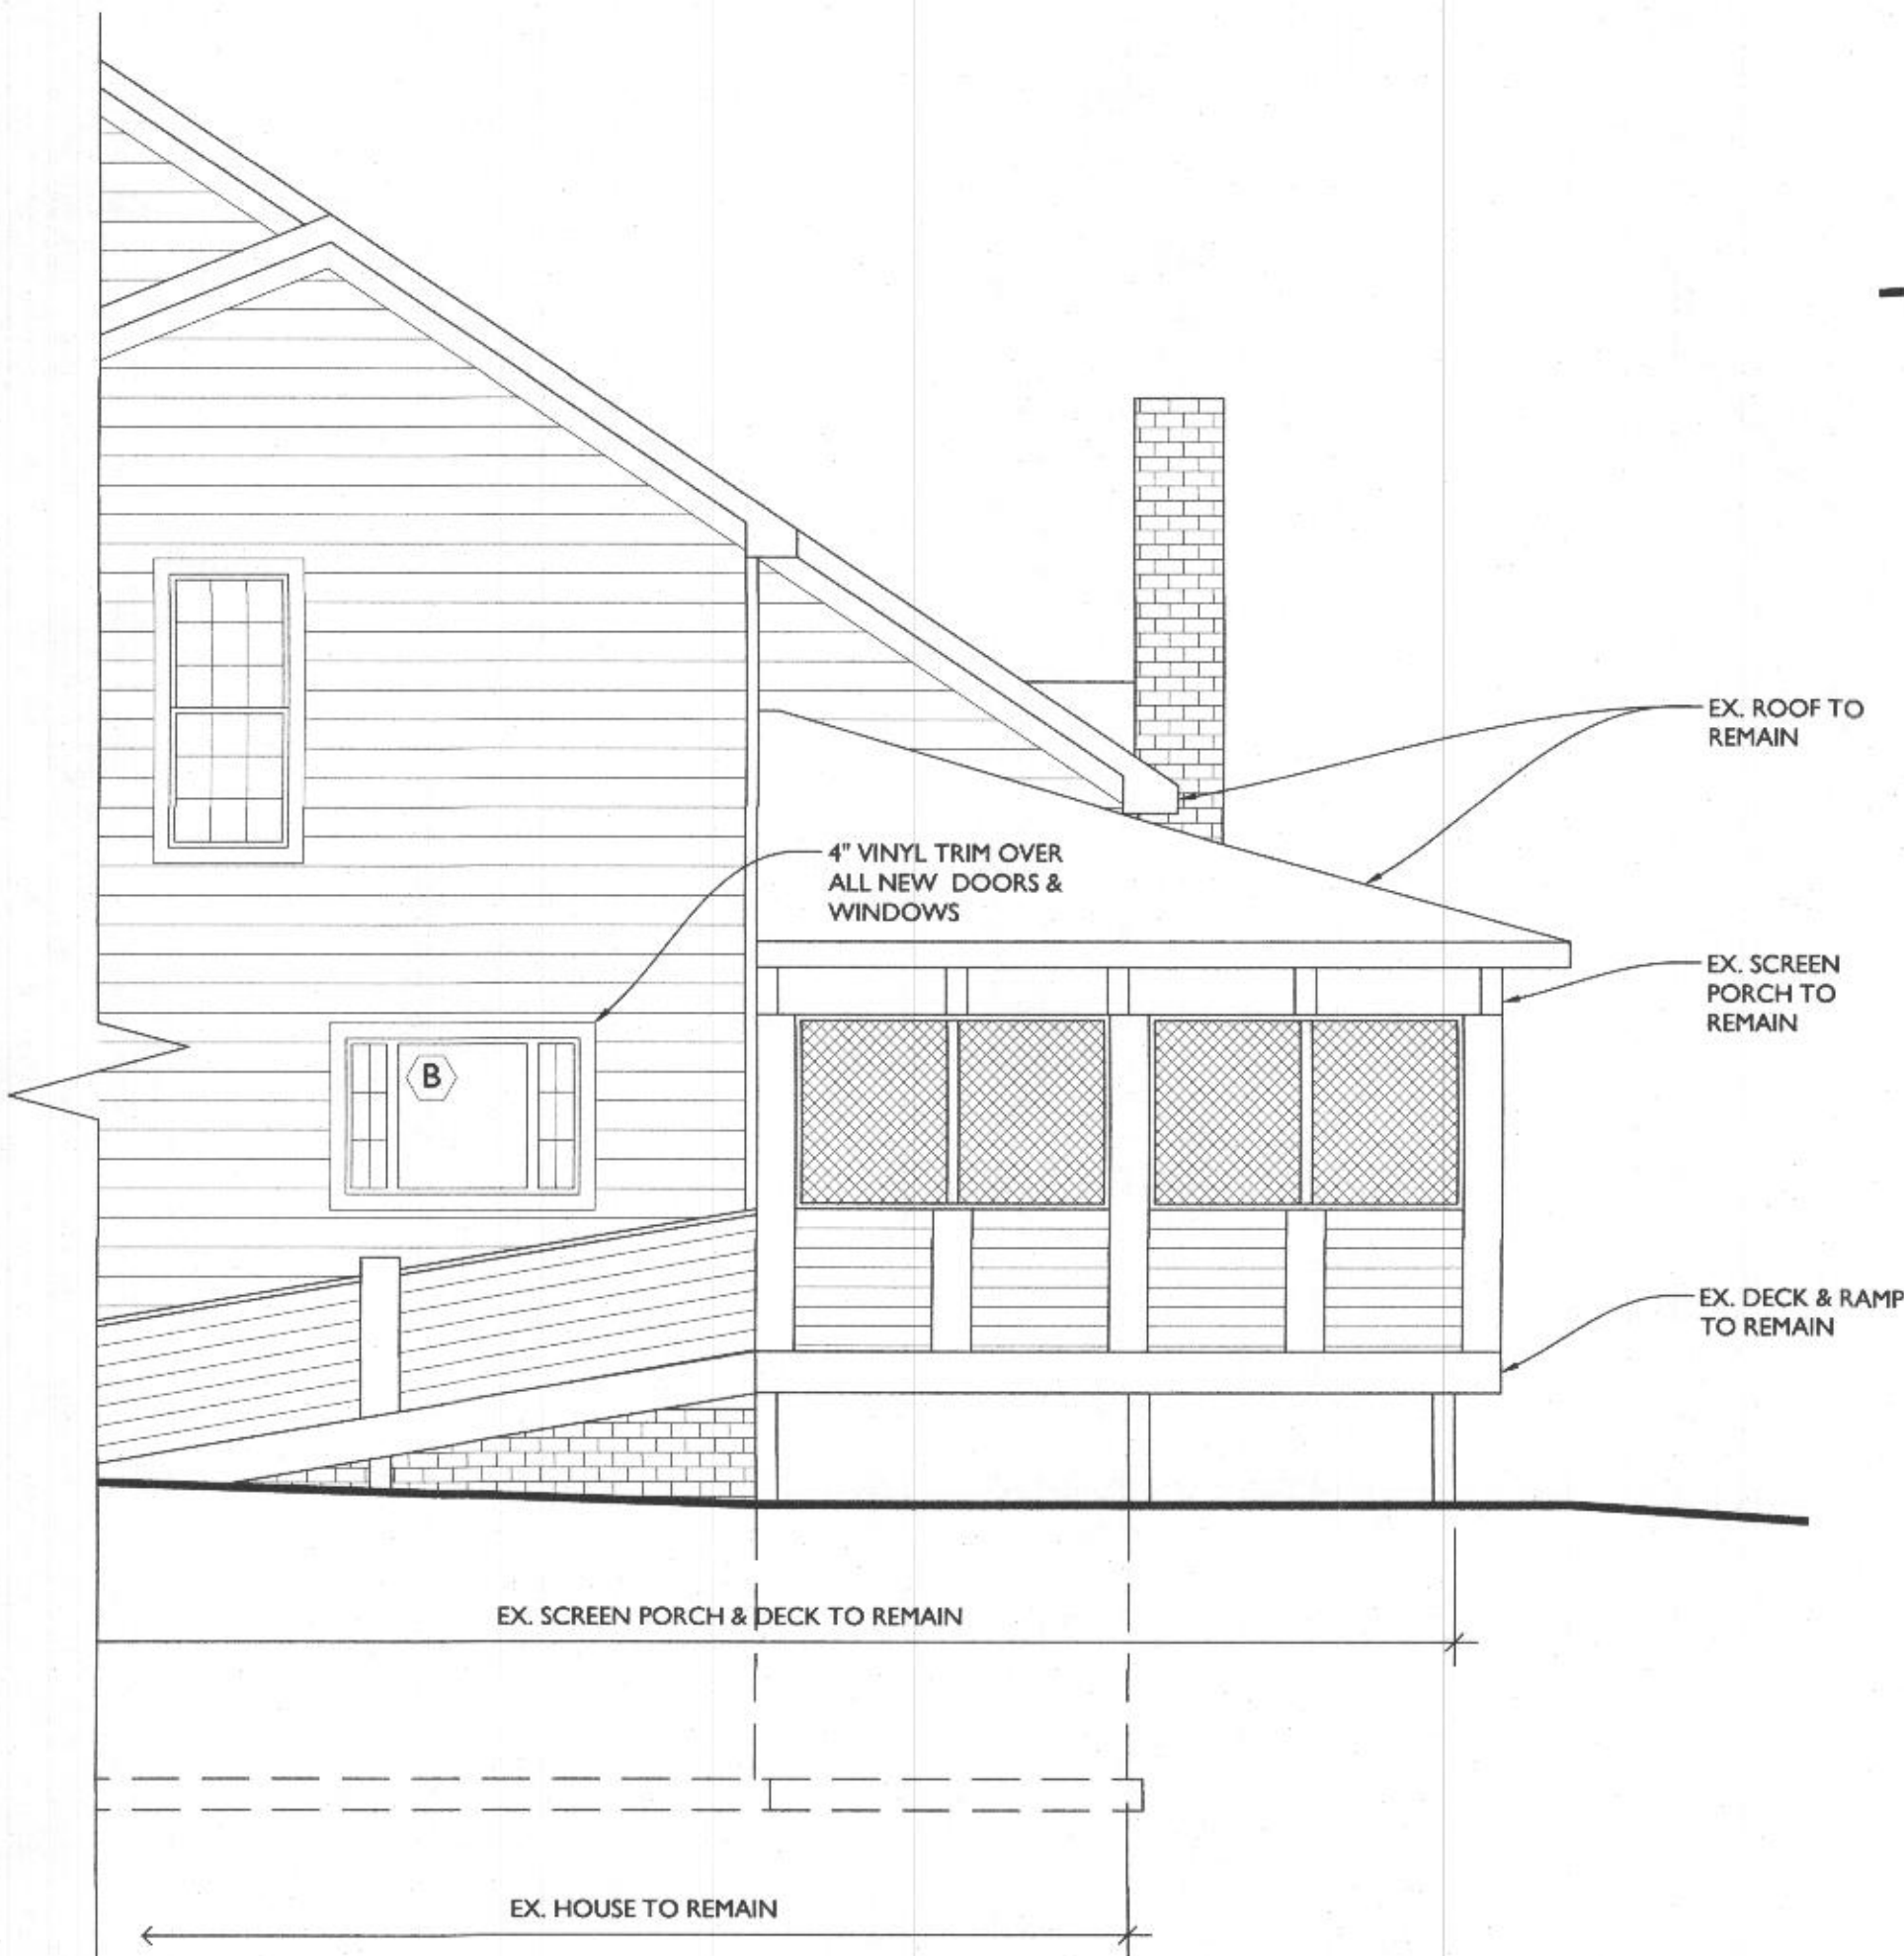 EX. ROOF TO
REMAIN
4" VINYL TRIM OVER
ALL NEW DOORS &
WINDOWS
EX. SCREEN
PORCH TO
REMAIN
B
EX. DECK & RAMP
TO REMAIN
EX. SCREEN PORCH & DECK TO REMAIN
EX. HOUSE TO REMAIN